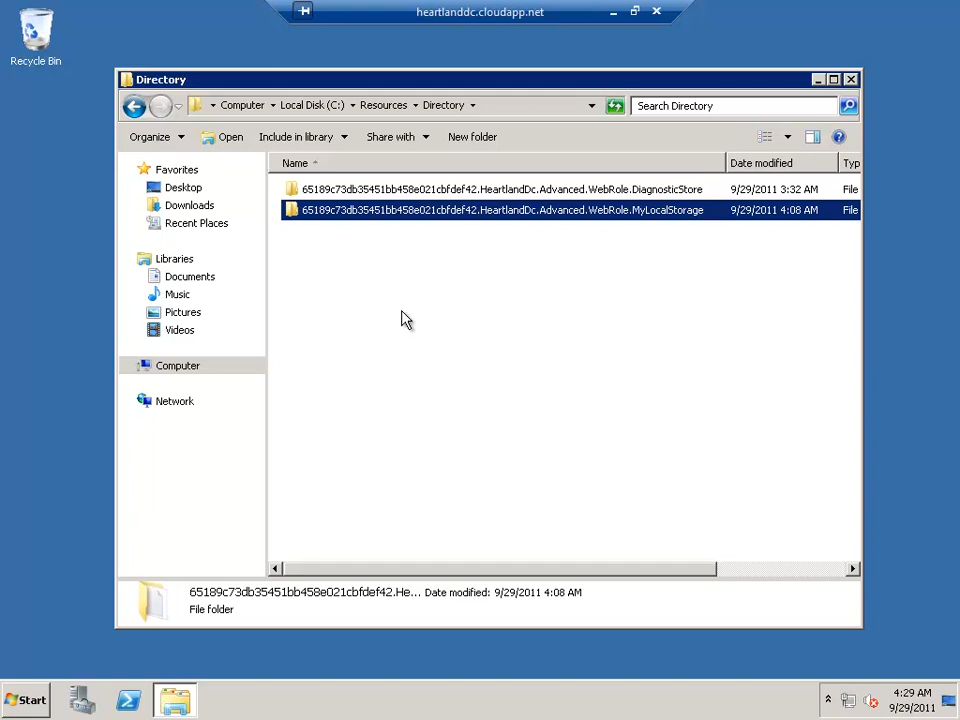 heartlanddc.cloudapp.net
Recycle Bin
Directory
Computer Local Disk (C:) Resources Directory
Search Directory
Organize Open Include in library Share with New folder
Favorites
Desktop
Downloads
Recent Places
Libraries
Documents
Music
Pictures
Videos
Computer
Network
Name Date modified Typ
65189c73db35451bb458e021cbfdef42.HeartlandDc.Advanced.WebRole.DiagnosticStore 9/29/2011 3:32 AM File
65189c73db35451bb458e021cbfdef42.HeartlandDc.Advanced.WebRole.MyLocalStorage 9/29/2011 4:08 AM File
65189c73db35451bb458e021cbfdef42.He... Date modified: 9/29/2011 4:08 AM
File folder
Start
4:29 AM
9/29/2011